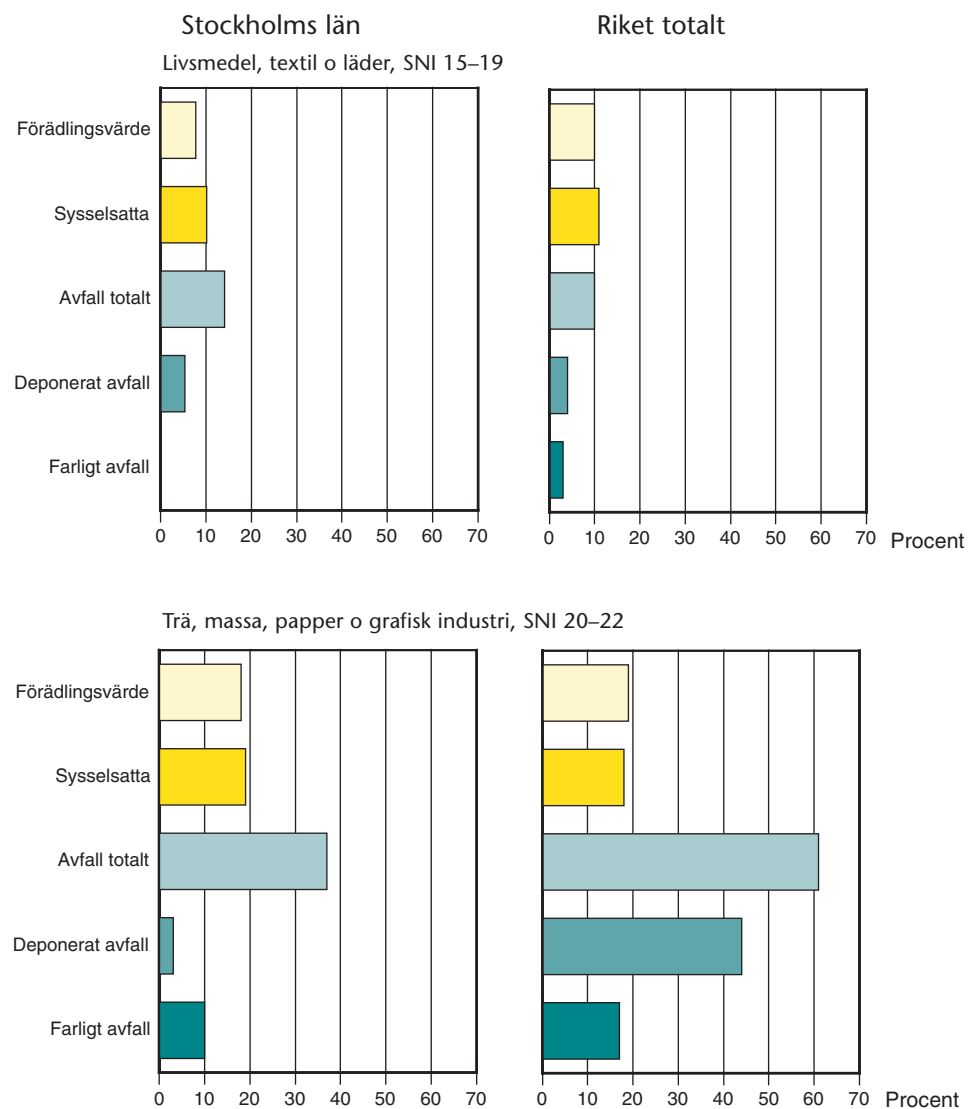 Stockholms län Riket totalt
Livsmedel, textil o läder, SNI 15–19
Förädlingsvärde
Sysselsatta
Avfall totalt
Deponerat avfall
Farligt avfall
0 10 20 30 40 50 60 70 0 10 20 30 40 50 60 70 Procent
Trä, massa, papper o grafisk industri, SNI 20–22
Förädlingsvärde
Sysselsatta
Avfall totalt
Deponerat avfall
Farligt avfall
0 10 20 30 40 50 60 70 0 10 20 30 40 50 60 70 Procent